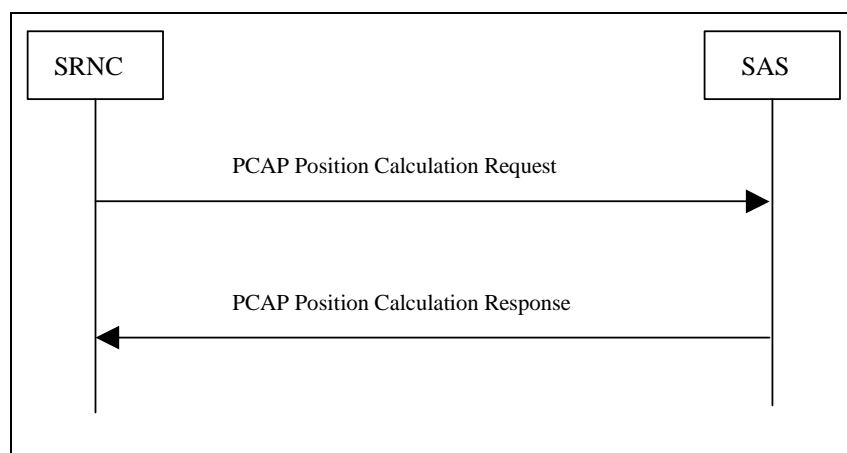 SRNC
SAS
PCAP Position Calculation Request
PCAP Position Calculation Response